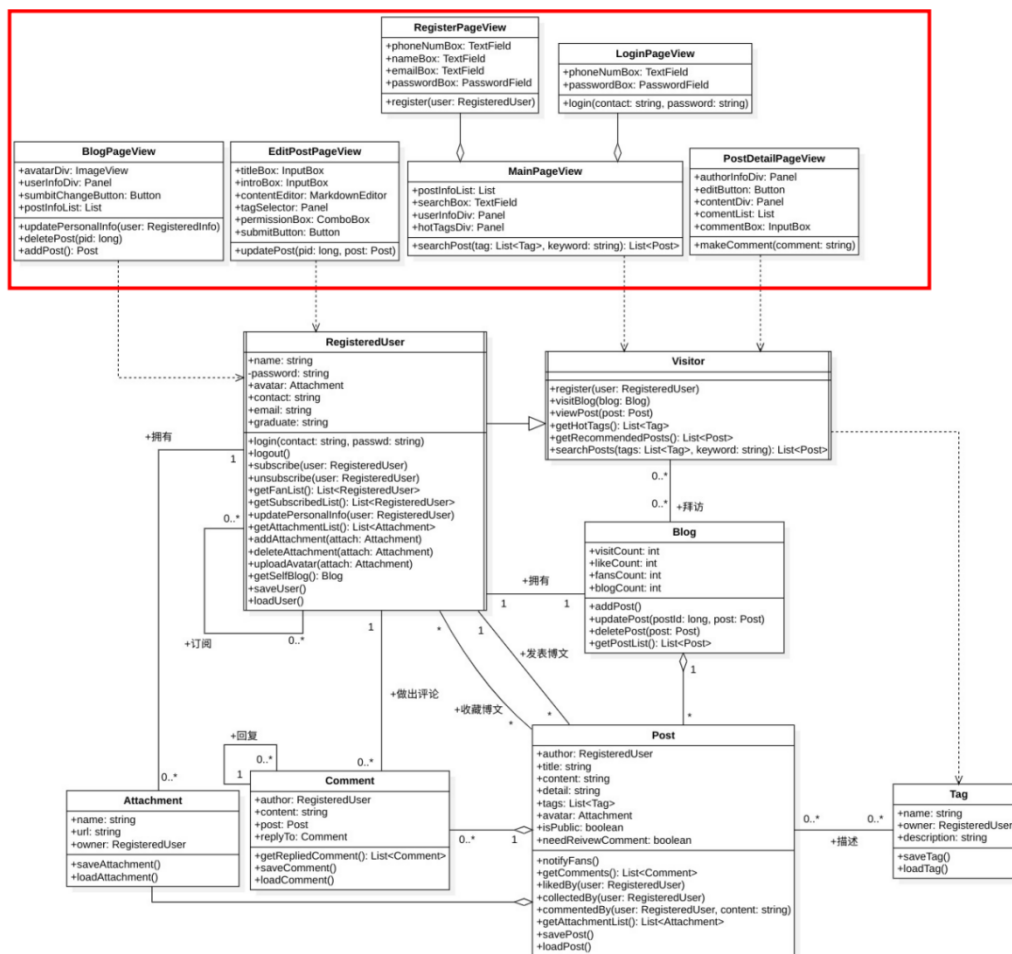 RegisterPageView
+phoneNumBox: TextField
+nameBox: TextField
+emailBox: TextField
+passwordBox: PasswordField
+register(user: RegisteredUser)
LoginPageView
+phoneNumBox: TextField
+passwordBox: PasswordField
+login(contact: string, password: string)
BlogPageView
+avatarDiv: ImageView
+userInfoDiv: Panel
+sumbitChangeButton: Button
+postInfoList: List
+updatePersonalInfo(user: RegisteredInfo)
+deletePost(pid: long)
+addPost(): Post
EditPostPageView
+titleBox: InputBox
+introBox: InputBox
+contentEditor: MarkdownEditor
+tagSelector: Panel
+permissionBox: ComboBox
+submitButton: Button
+updatePost(pid: long, post: Post)
MainPageView
+postInfoList: List
+searchBox: TextField
+userInfoDiv: Panel
+hotTagsDiv: Panel
+searchPost(tag: List<Tag>, keyword: string): List<Post>
PostDetailPageView
+authorInfoDiv: Panel
+editButton: Button
+contentDiv: Panel
+comentList: List
+commentBox: InputBox
+makeComment(comment: string)
RegisteredUser
+name: string
-password: string
+avatar: Attachment
+contact: string
+email: string
+graduate: string
+login(contact: string, passwd: string)
+logout()
+subscribe(user: RegisteredUser)
+unsubscribe(user: RegisteredUser)
+getFanList(): List<RegisteredUser>
+getSubscribedList(): List<RegisteredUser>
+updatePersonalInfo(user: RegisteredUser)
+getAttachmentList(): List<Attachment>
+addAttachment(attach: Attachment)
+deleteAttachment(attach: Attachment)
+uploadAvatar(attach: Attachment)
+getSelfBlog(): Blog
+saveUser()
+loadUser()
Visitor
+register(user: RegisteredUser)
+visitBlog(blog: Blog)
+viewPost(post: Post)
+getHotTags(): List<Tag>
+getRecommendedPosts(): List<Post>
+searchPosts(tags: List<Tag>, keyword: string): List<Post>
+拥有
1
0..*
+订阅
0..*
0..*
0..*
+拜访
Blog
+visitCount: int
+likeCount: int
+fansCount: int
+blogCount: int
+addPost()
+updatePost(postId: long, post: Post)
+deletePost(post: Post)
+getPostList(): List<Post>
+拥有
1
1
1
*
1
+发表博文
1
+做出评论
+收藏博文
*
*
*
+回复
0..*
1
0..*
0..*
Attachment
+name: string
+url: string
+owner: RegisteredUser
+saveAttachment()
+loadAttachment()
Comment
+author: RegisteredUser
+content: string
+post: Post
+replyTo: Comment
+getRepliedComment(): List<Comment>
+saveComment()
+loadComment()
0..*
1
Post
+author: RegisteredUser
+title: string
+content: string
+detail: string
+tags: List<Tag>
+avatar: Attachment
+isPublic: boolean
+needReivewComment: boolean
+notifyFans()
+getComments(): List<Comment>
+likedBy(user: RegisteredUser)
+collectedBy(user: RegisteredUser)
+commentedBy(user: RegisteredUser, content: string)
+getAttachmentList(): List<Attachment>
+savePost()
+loadPost()
0..*
0..*
+描述
Tag
+name: string
+owner: RegisteredUser
+description: string
+saveTag()
+loadTag()